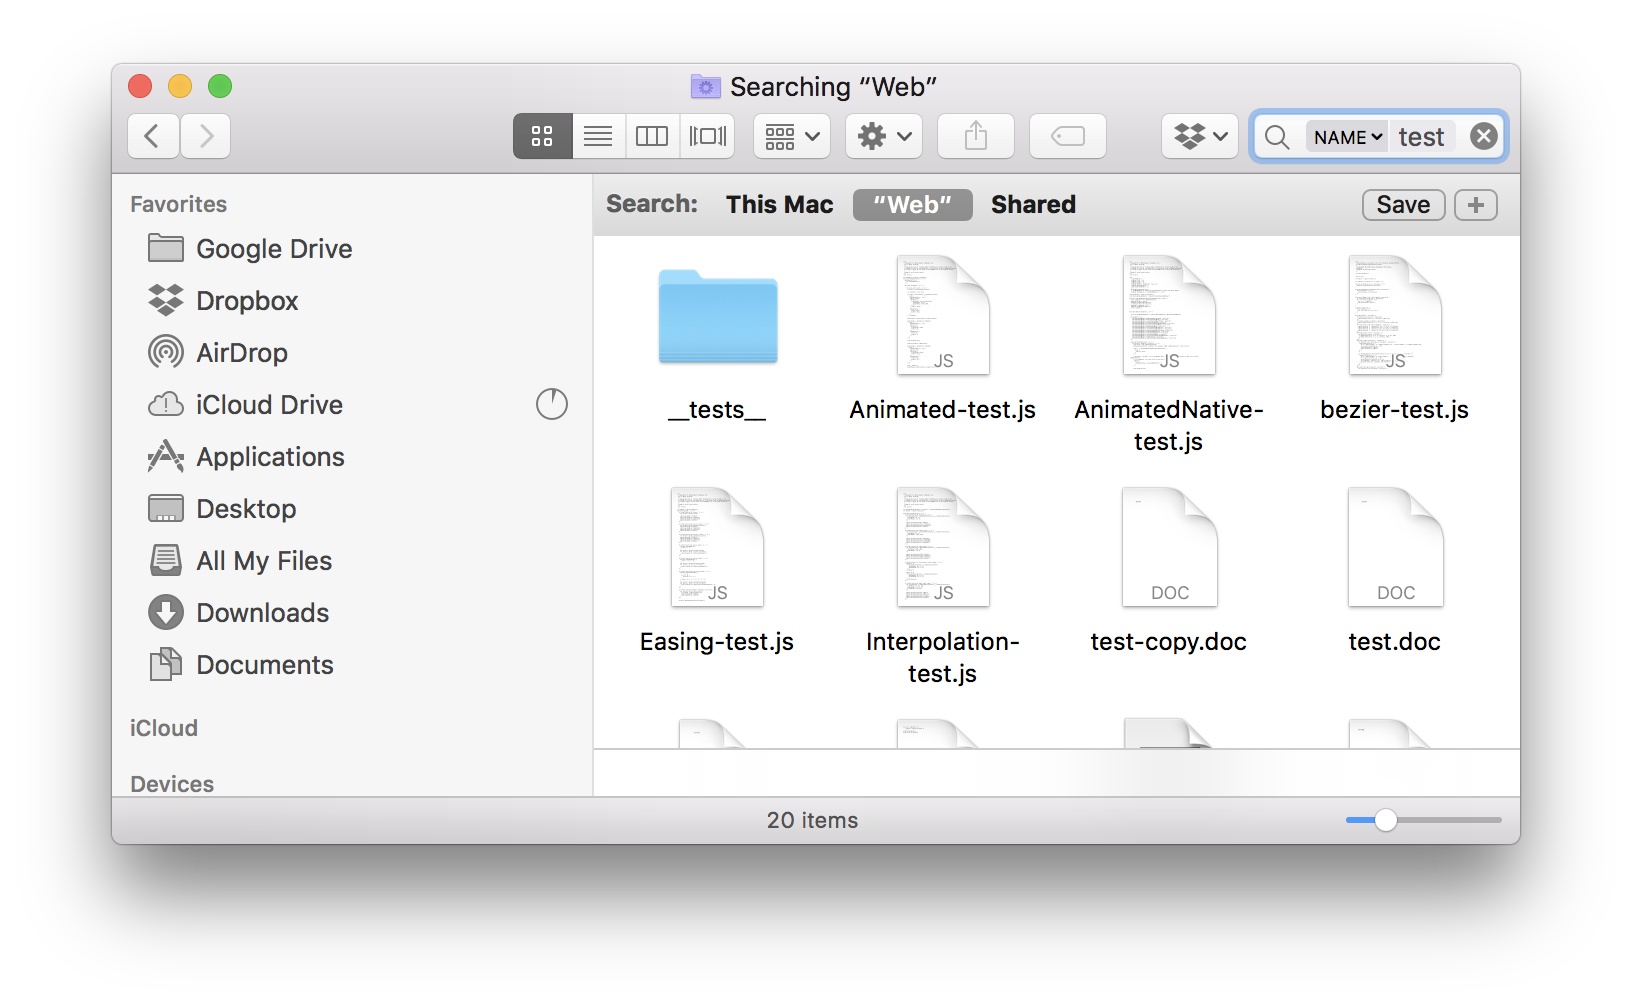 Searching “Web”
NAME test
Favorites
Google Drive
Dropbox
AirDrop
iCloud Drive
Applications
Desktop
All My Files
Downloads
Documents
iCloud
Devices
Search: This Mac “Web” Shared Save +
JS
JS
JS
__tests__
Animated-test.js
AnimatedNative-
test.js
bezier-test.js
JS
JS
DOC
DOC
Easing-test.js
Interpolation-
test.js
test-copy.doc
test.doc
20 items